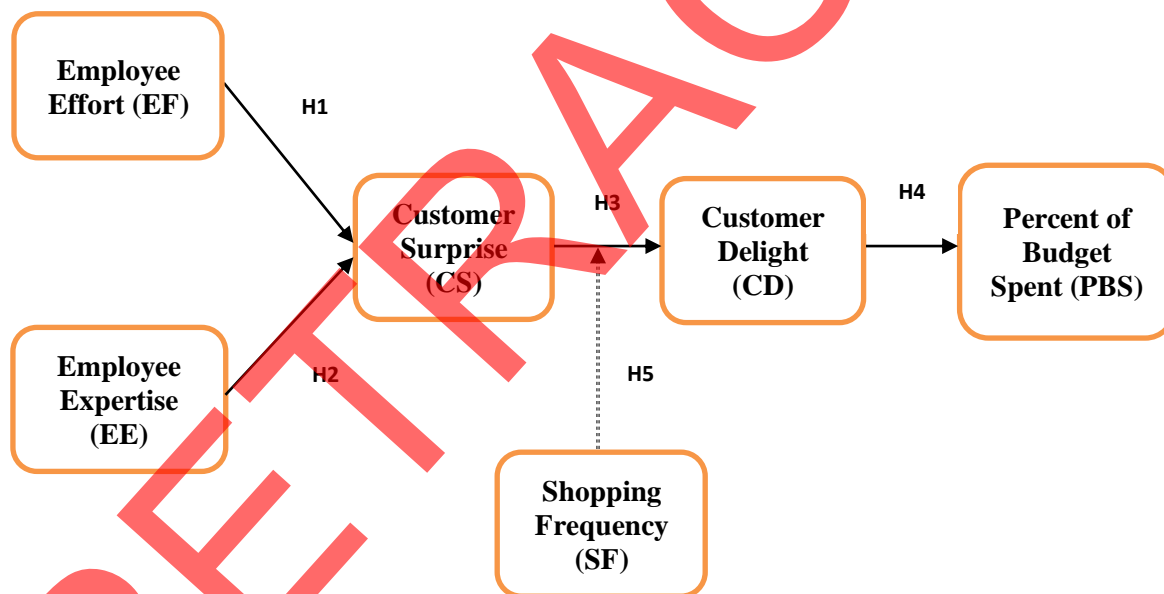 Employee
Effort (EF)
H1
Customer
Surprise
(CS)
H3
Customer
Delight
(CD)
H4
Percent of
Budget
Spent (PBS)
Employee
Expertise
(EE)
H2
H5
Shopping
Frequency
(SF)
RETRAC